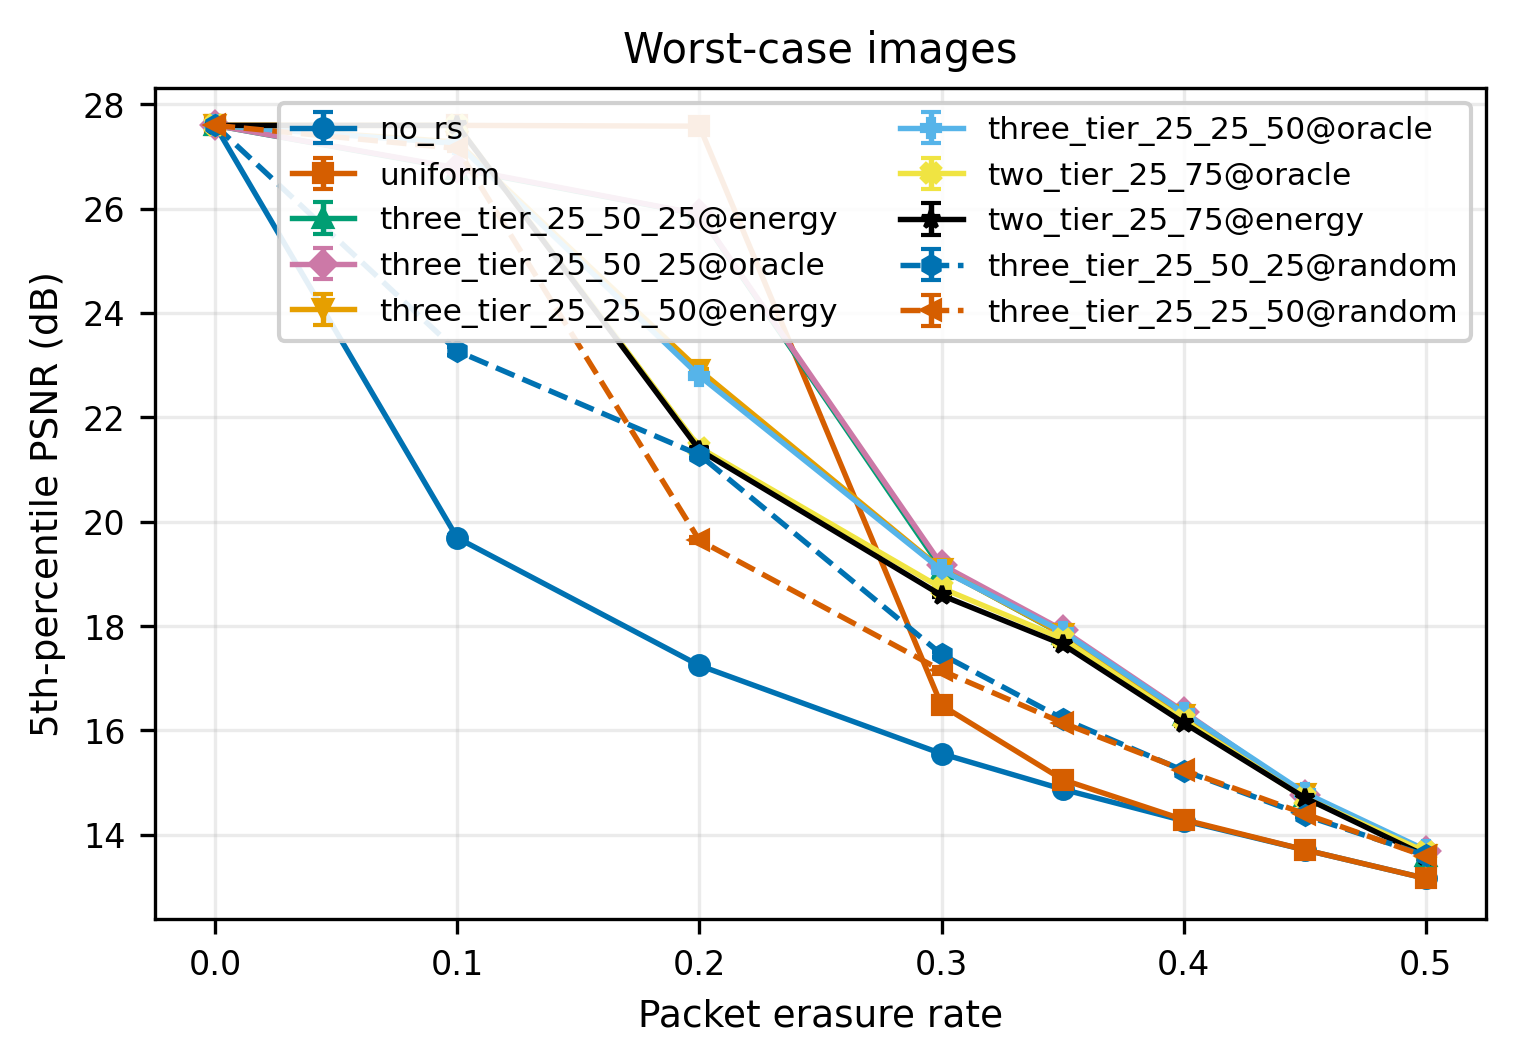 Worst-case images
5th-percentile PSNR (dB)
28
26
24
22
20
18
16
14
no_rs
uniform
three_tier_25_50_25@energy
three_tier_25_50_25@oracle
three_tier_25_25_50@energy
three_tier_25_25_50@oracle
two_tier_25_75@oracle
two_tier_25_75@energy
three_tier_25_50_25@random
three_tier_25_25_50@random
0.0 0.1 0.2 0.3 0.4 0.5
Packet erasure rate